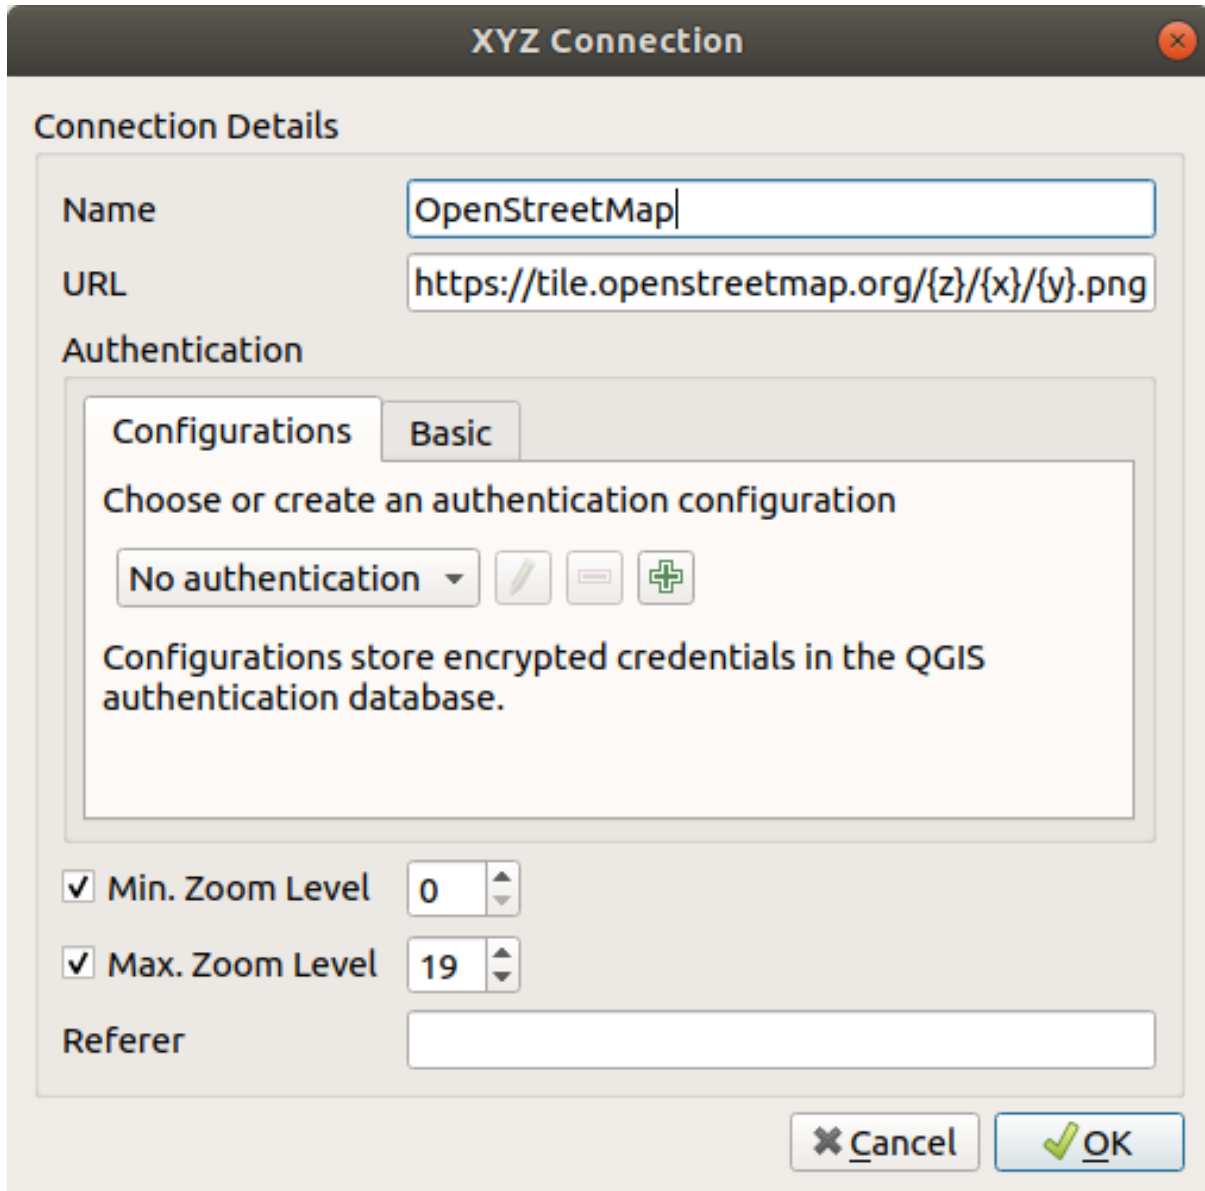 XYZ Connection
Connection Details
Name
OpenStreetMap
URL
https://tile.openstreetmap.org/{z}/{x}/{y}.png
Authentication
Configurations
Basic
Choose or create an authentication configuration
No authentication
Configurations store encrypted credentials in the QGIS
authentication database.
Min. Zoom Level
0
Max. Zoom Level
19
Referer
Cancel
OK